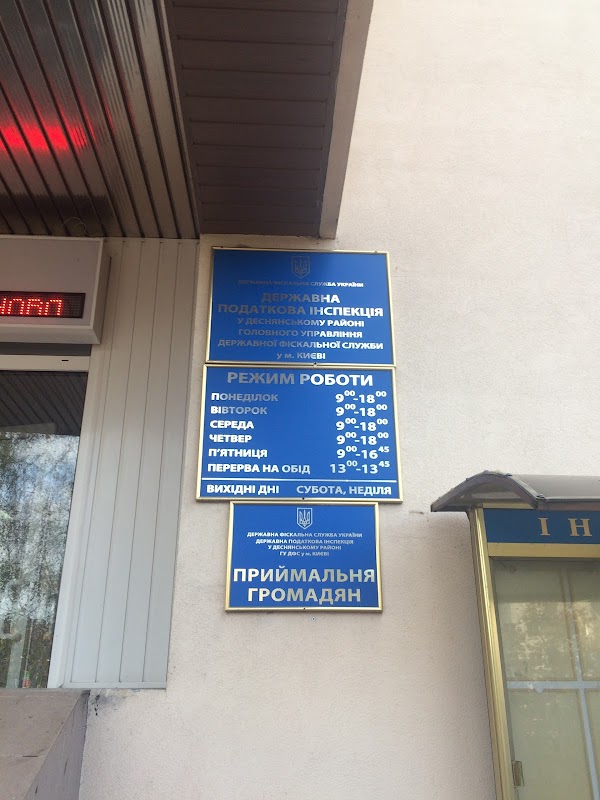 ДЕРЖАВНА ФІСКАЛЬНА СЛУЖБА УКРАЇНИ
ДЕРЖАВНА
ПОДАТКОВА ІНСПЕКЦІЯ
У ДЕСНЯНСЬКОМУ РАЙОНІ
ГОЛОВНОГО УПРАВЛІННЯ
ДЕРЖАВНОЇ ФІСКАЛЬНОЇ СЛУЖБИ
у м. КИЄВІ
РЕЖИМ РОБОТИ
ПОНЕДІЛОК 9⁰⁰-18⁰⁰
ВІВТОРОК 9⁰⁰-18⁰⁰
СЕРЕДА 9⁰⁰-18⁰⁰
ЧЕТВЕР 9⁰⁰-18⁰⁰
П'ЯТНИЦЯ 9⁰⁰-16⁴⁵
ПЕРЕРВА НА ОБІД 13⁰⁰-13⁴⁵
ВИХІДНІ ДНІ СУБОТА, НЕДІЛЯ
ДЕРЖАВНА ФІСКАЛЬНА СЛУЖБА УКРАЇНИ
ДЕРЖАВНА ПОДАТКОВА ІНСПЕКЦІЯ
У ДЕСНЯНСЬКОМУ РАЙОНІ
ГУ ДФС у м. КИЄВІ
ПРИЙМАЛЬНЯ
ГРОМАДЯН